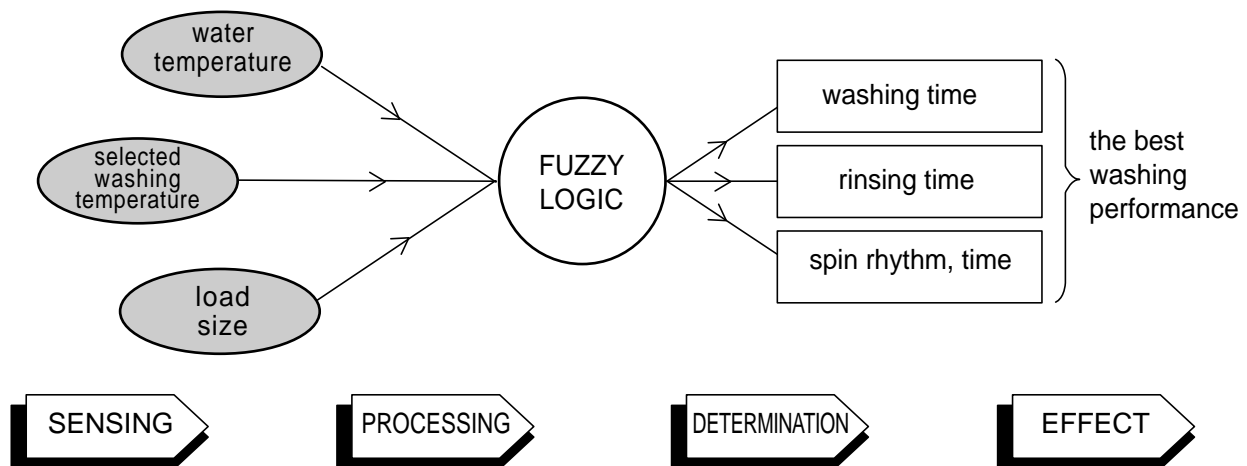 water
temperature
selected
washing
temperature
load
size
FUZZY
LOGIC
washing time
rinsing time
spin rhythm, time
the best
washing
performance
SENSING
PROCESSING
DETERMINATION
EFFECT